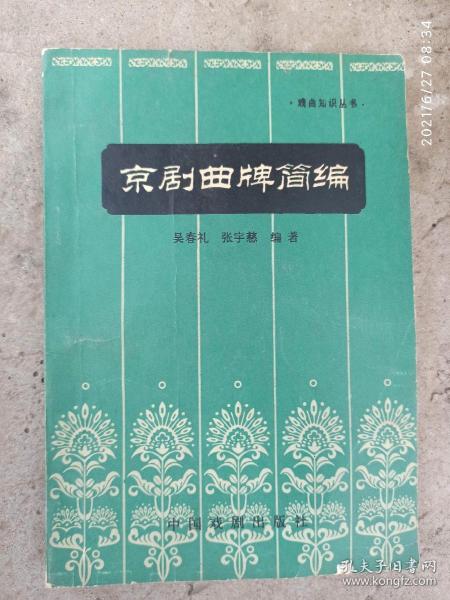 ·戏曲知识丛书·
京剧曲牌简编
吴春礼 张宇慈 编著
中国戏剧出版社
2021/6/27 08:34
孔夫子旧书网
www.kongfz.com